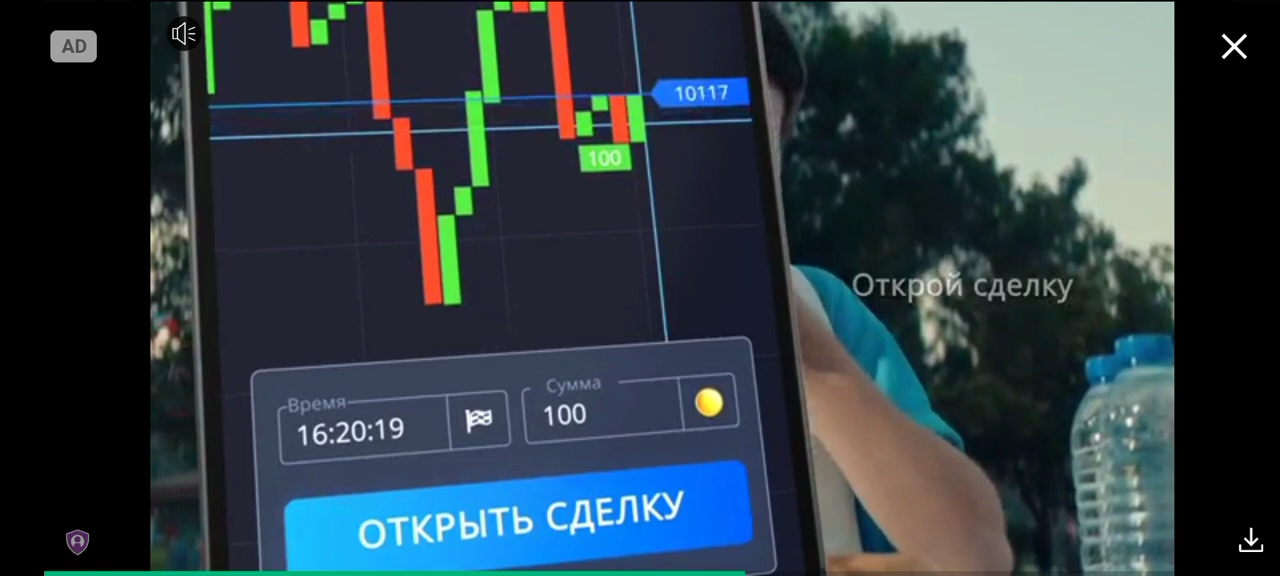 AD
10117
100
Открой сделку
Время
16:20:19
Сумма
100
ОТКРЫТЬ СДЕЛКУ